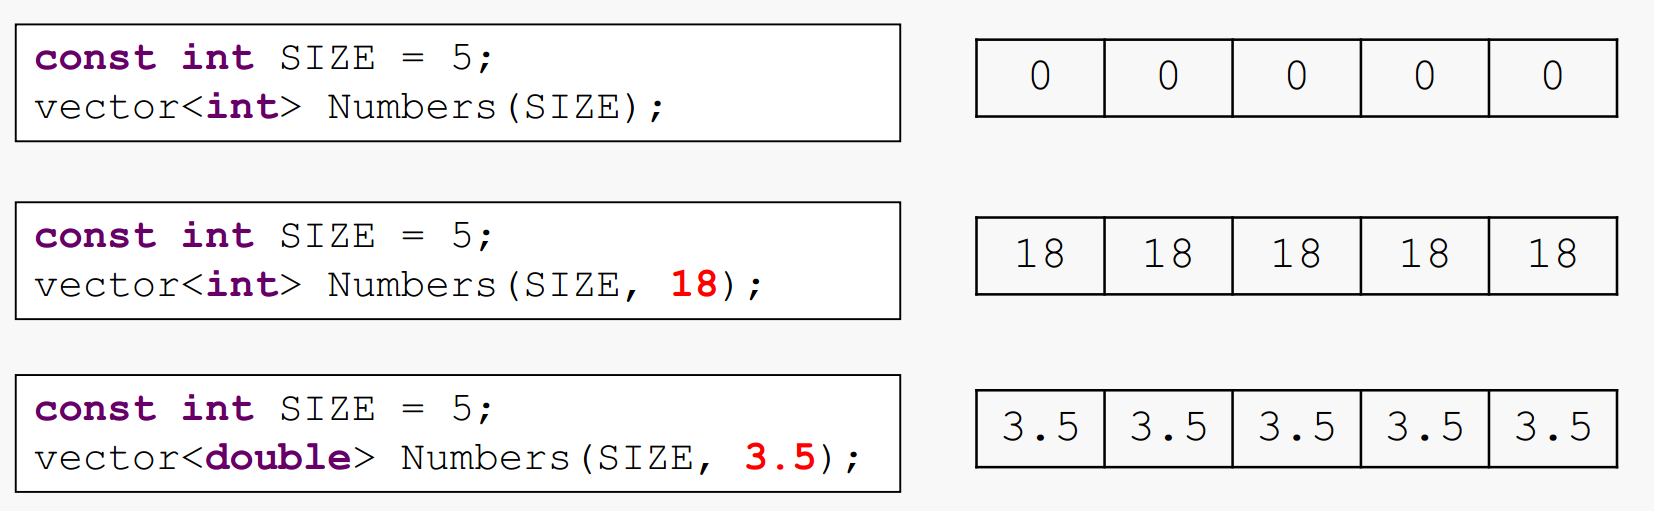 const int SIZE = 5;
vector<int> Numbers(SIZE);
0 0 0 0 0
const int SIZE = 5;
vector<int> Numbers(SIZE, 18);
18 18 18 18 18
const int SIZE = 5;
vector<double> Numbers(SIZE, 3.5);
3.5 3.5 3.5 3.5 3.5